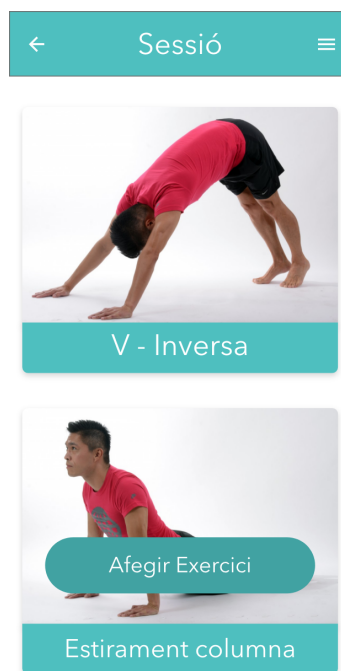 Sessió
V - Inversa
Afegir Exercici
Estirament columna